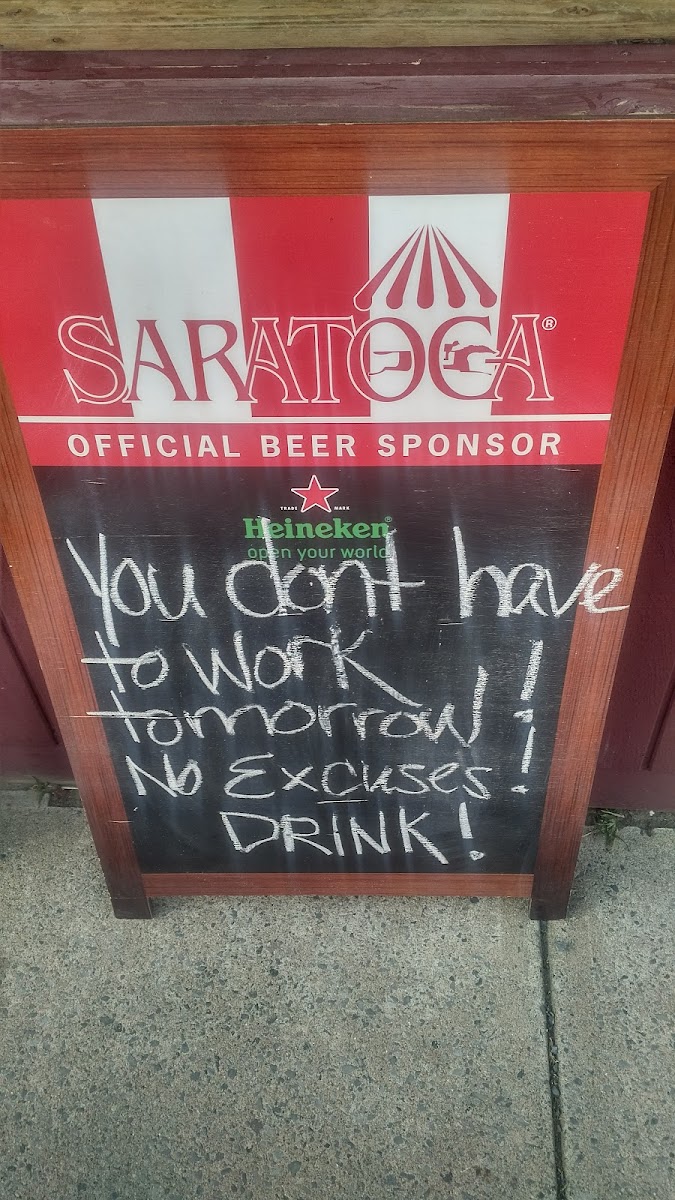 SARATOGA®
OFFICIAL BEER SPONSOR
TRADE MARK
Heineken®
open your world
You dont have
to work
tomorrow!!
No Excuses!
DRINK!